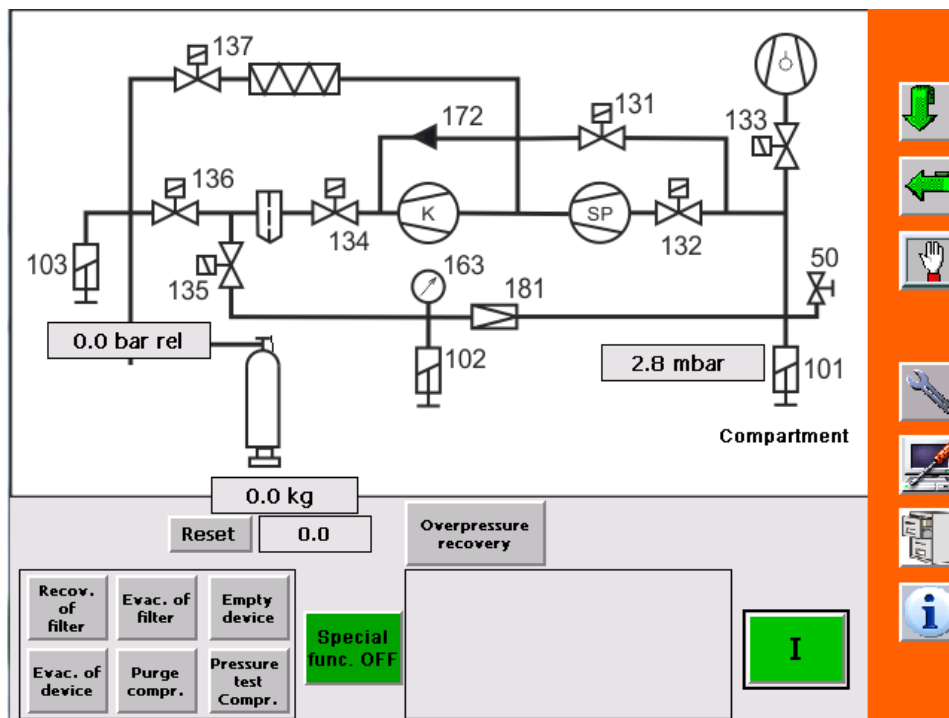 137
131
172
133
136
K
SP
134
132
103
135
163
181
50
0.0 bar rel
102
2.8 mbar
101
Compartment
0.0 kg
Reset
0.0
Overpressure
recovery
Recov.
of
filter
Evac. of
filter
Empty
device
Special
func. OFF
I
Evac. of
device
Purge
compr.
Pressure
test
Compr.
i